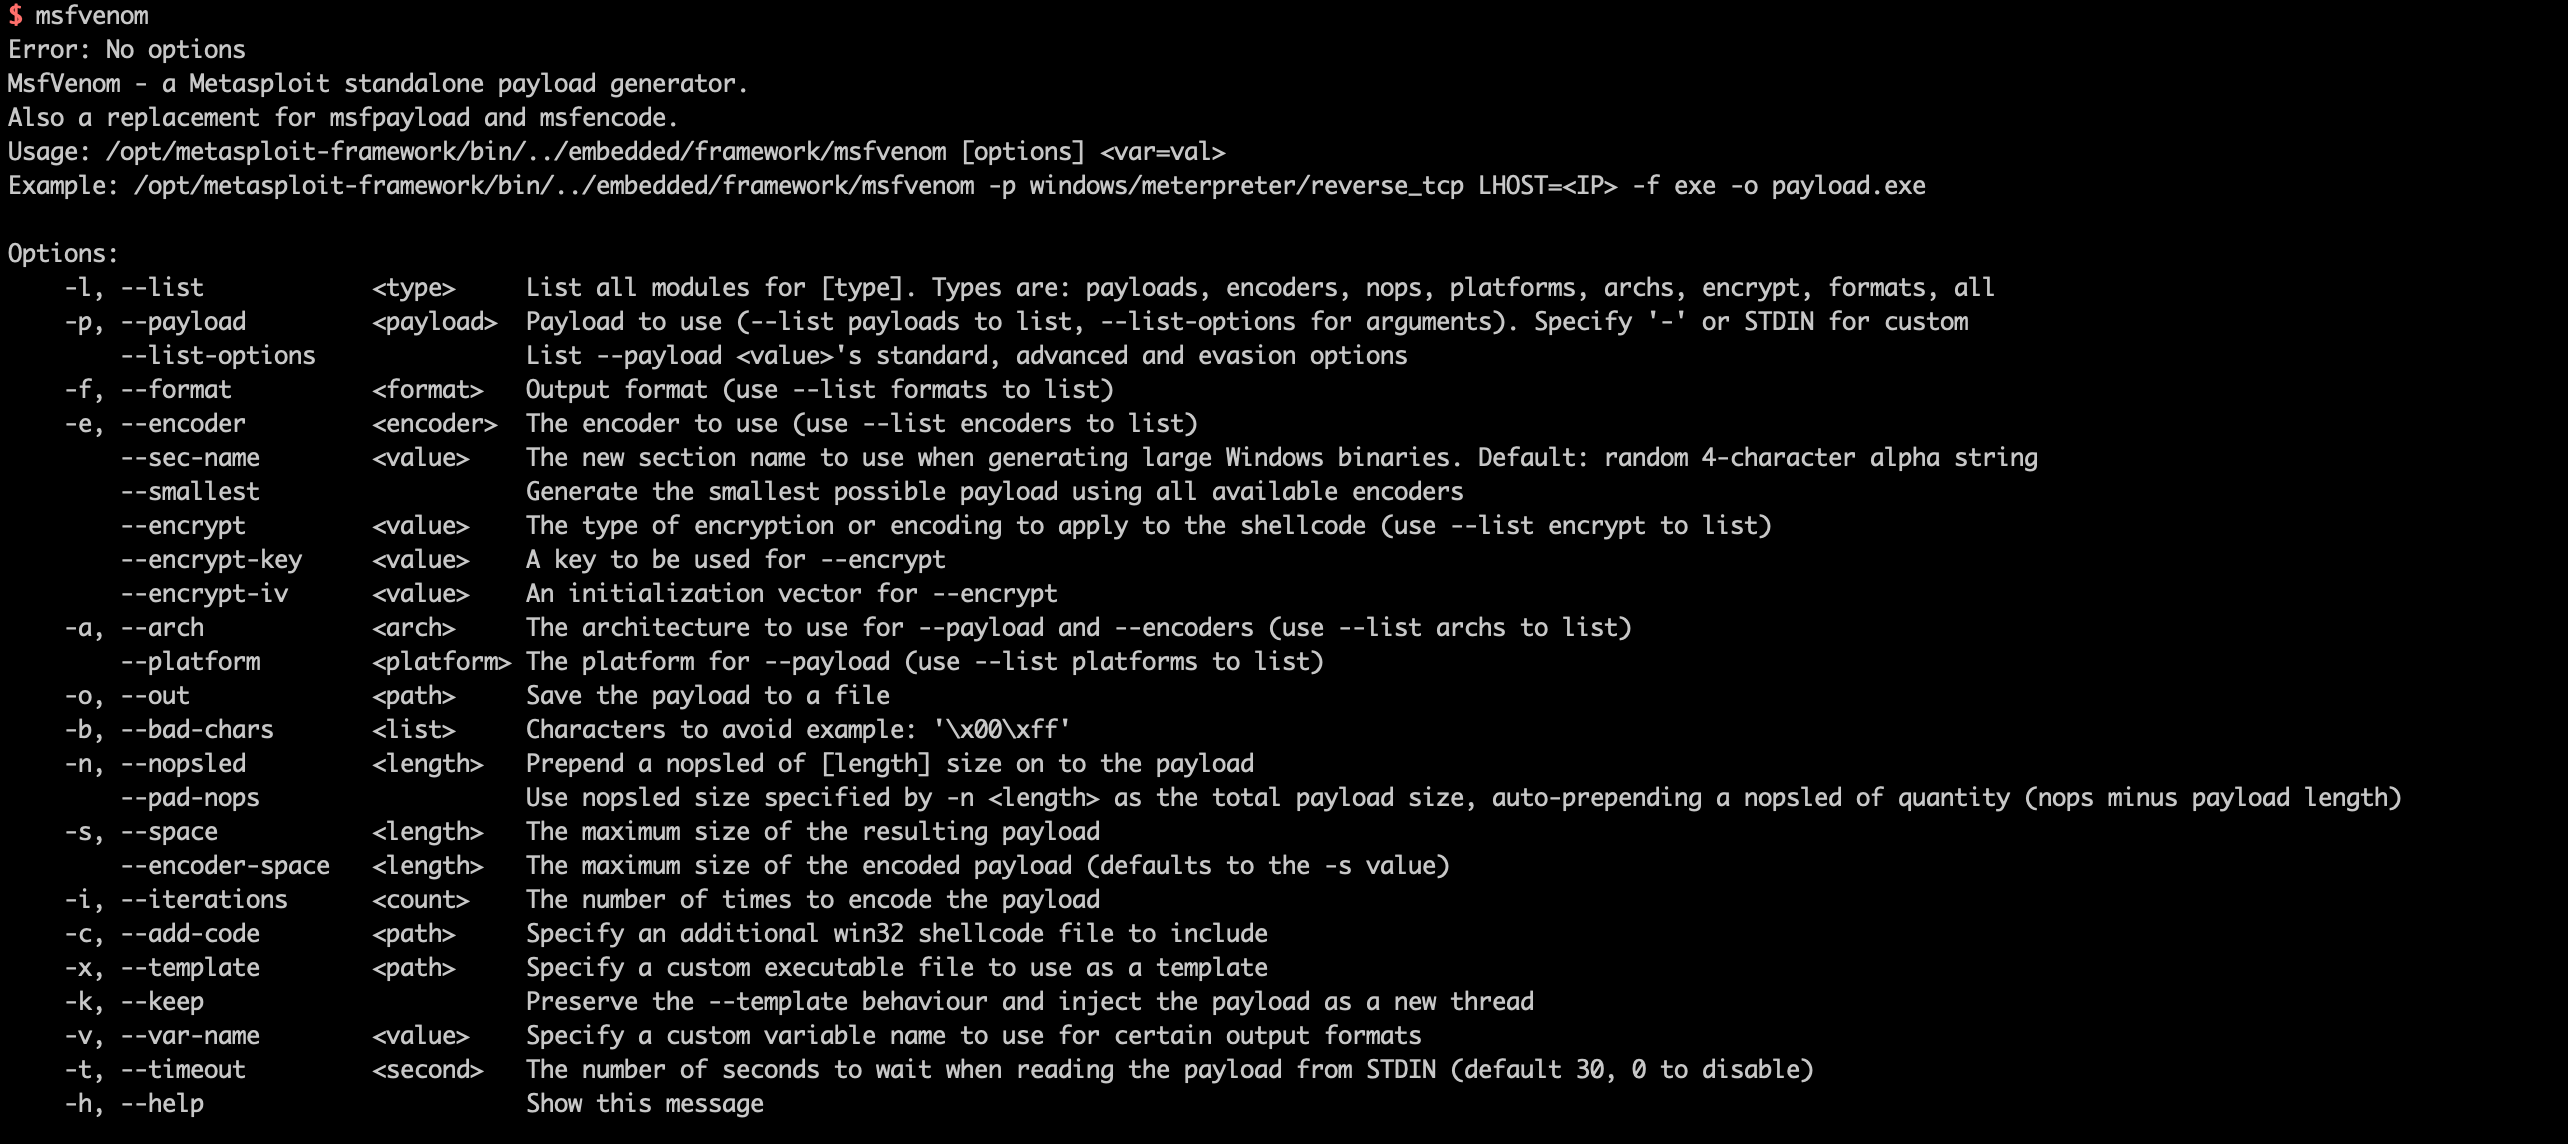 $ msfvenom
Error: No options
MsfVenom - a Metasploit standalone payload generator.
Also a replacement for msfpayload and msfencode.
Usage: /opt/metasploit-framework/bin/../embedded/framework/msfvenom [options] <var=val>
Example: /opt/metasploit-framework/bin/../embedded/framework/msfvenom -p windows/meterpreter/reverse_tcp LHOST=<IP> -f exe -o payload.exe

Options:
    -l, --list            <type>     List all modules for [type]. Types are: payloads, encoders, nops, platforms, archs, encrypt, formats, all
    -p, --payload         <payload>  Payload to use (--list payloads to list, --list-options for arguments). Specify '-' or STDIN for custom
        --list-options               List --payload <value>'s standard, advanced and evasion options
    -f, --format          <format>   Output format (use --list formats to list)
    -e, --encoder         <encoder>  The encoder to use (use --list encoders to list)
        --sec-name        <value>    The new section name to use when generating large Windows binaries. Default: random 4-character alpha string
        --smallest                   Generate the smallest possible payload using all available encoders
        --encrypt         <value>    The type of encryption or encoding to apply to the shellcode (use --list encrypt to list)
        --encrypt-key     <value>    A key to be used for --encrypt
        --encrypt-iv      <value>    An initialization vector for --encrypt
    -a, --arch            <arch>     The architecture to use for --payload and --encoders (use --list archs to list)
        --platform        <platform> The platform for --payload (use --list platforms to list)
    -o, --out             <path>     Save the payload to a file
    -b, --bad-chars       <list>     Characters to avoid example: '\x00\xff'
    -n, --nopsled         <length>   Prepend a nopsled of [length] size on to the payload
        --pad-nops                   Use nopsled size specified by -n <length> as the total payload size, auto-prepending a nopsled of quantity (nops minus payload length)
    -s, --space           <length>   The maximum size of the resulting payload
        --encoder-space   <length>   The maximum size of the encoded payload (defaults to the -s value)
    -i, --iterations      <count>    The number of times to encode the payload
    -c, --add-code        <path>     Specify an additional win32 shellcode file to include
    -x, --template        <path>     Specify a custom executable file to use as a template
    -k, --keep                       Preserve the --template behaviour and inject the payload as a new thread
    -v, --var-name        <value>    Specify a custom variable name to use for certain output formats
    -t, --timeout         <second>   The number of seconds to wait when reading the payload from STDIN (default 30, 0 to disable)
    -h, --help                       Show this message